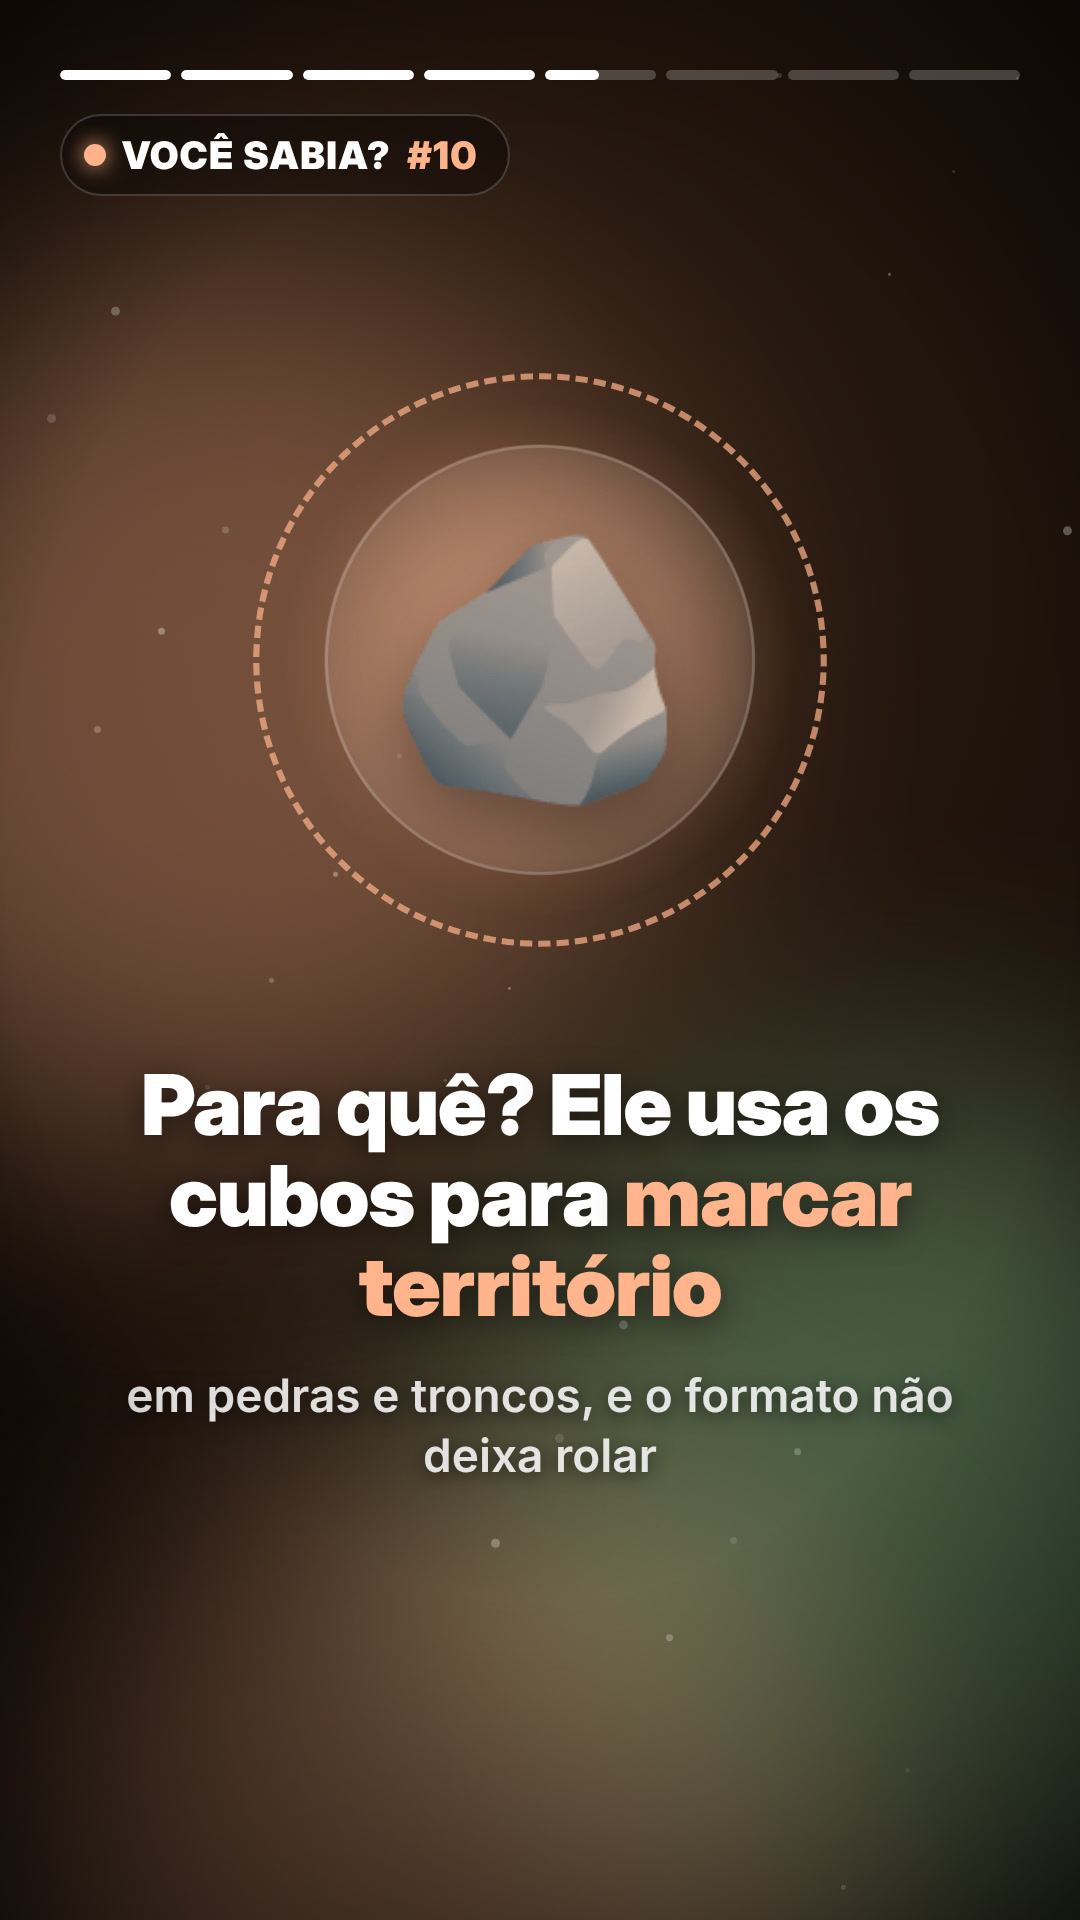 VOCÊ SABIA? #10
Para quê? Ele usa os
cubos para marcar
território
em pedras e troncos, e o formato não
deixa rolar